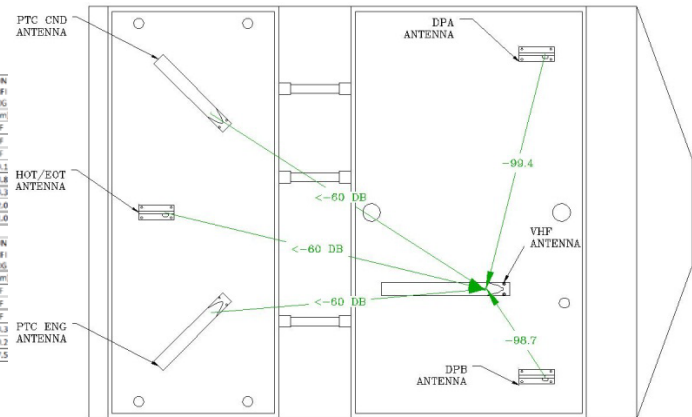 PTC CND
ANTENNA
DPA
ANTENNA
-99.4
HOT/EOT
ANTENNA
<-60 DB
<-60 DB
VHF
ANTENNA
<-60 DB
PTC ENG
ANTENNA
-98.7
DPB
ANTENNA